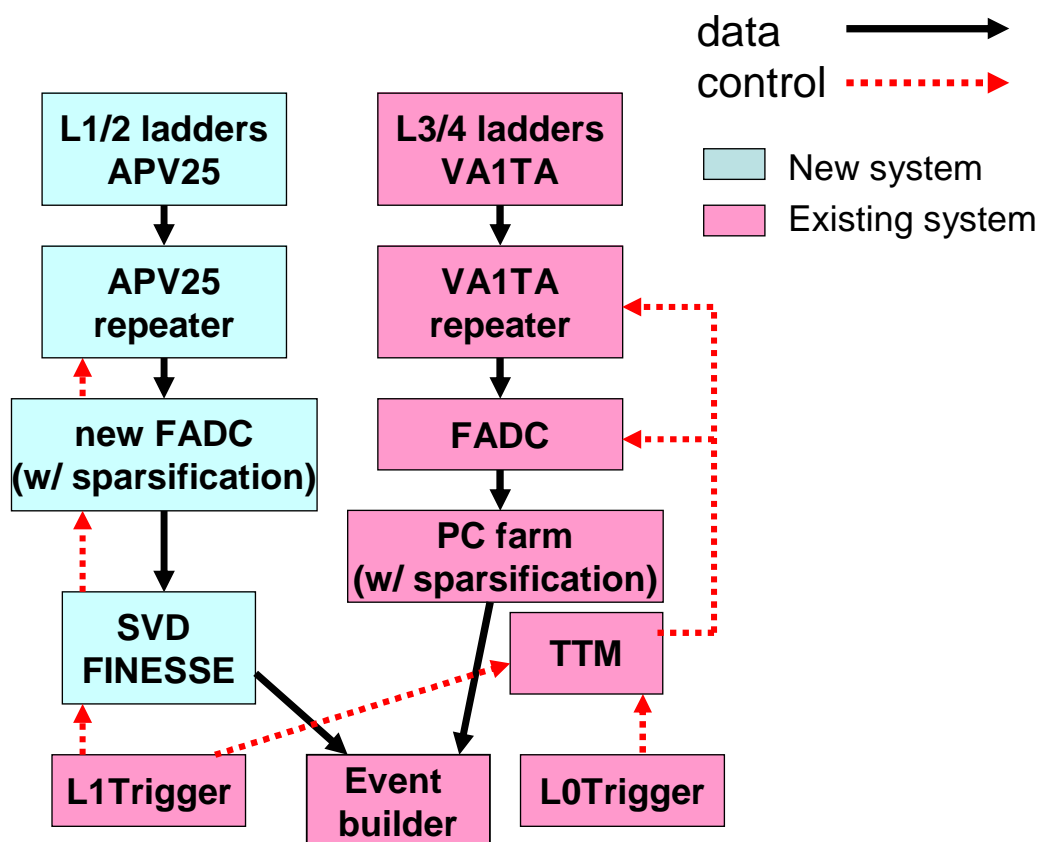 data
control
New system
Existing system
L1/2 ladders
APV25
L3/4 ladders
VA1TA
APV25
repeater
VA1TA
repeater
new FADC
(w/ sparsification)
FADC
PC farm
(w/ sparsification)
SVD
FINESSE
TTM
L1Trigger
Event
builder
L0Trigger